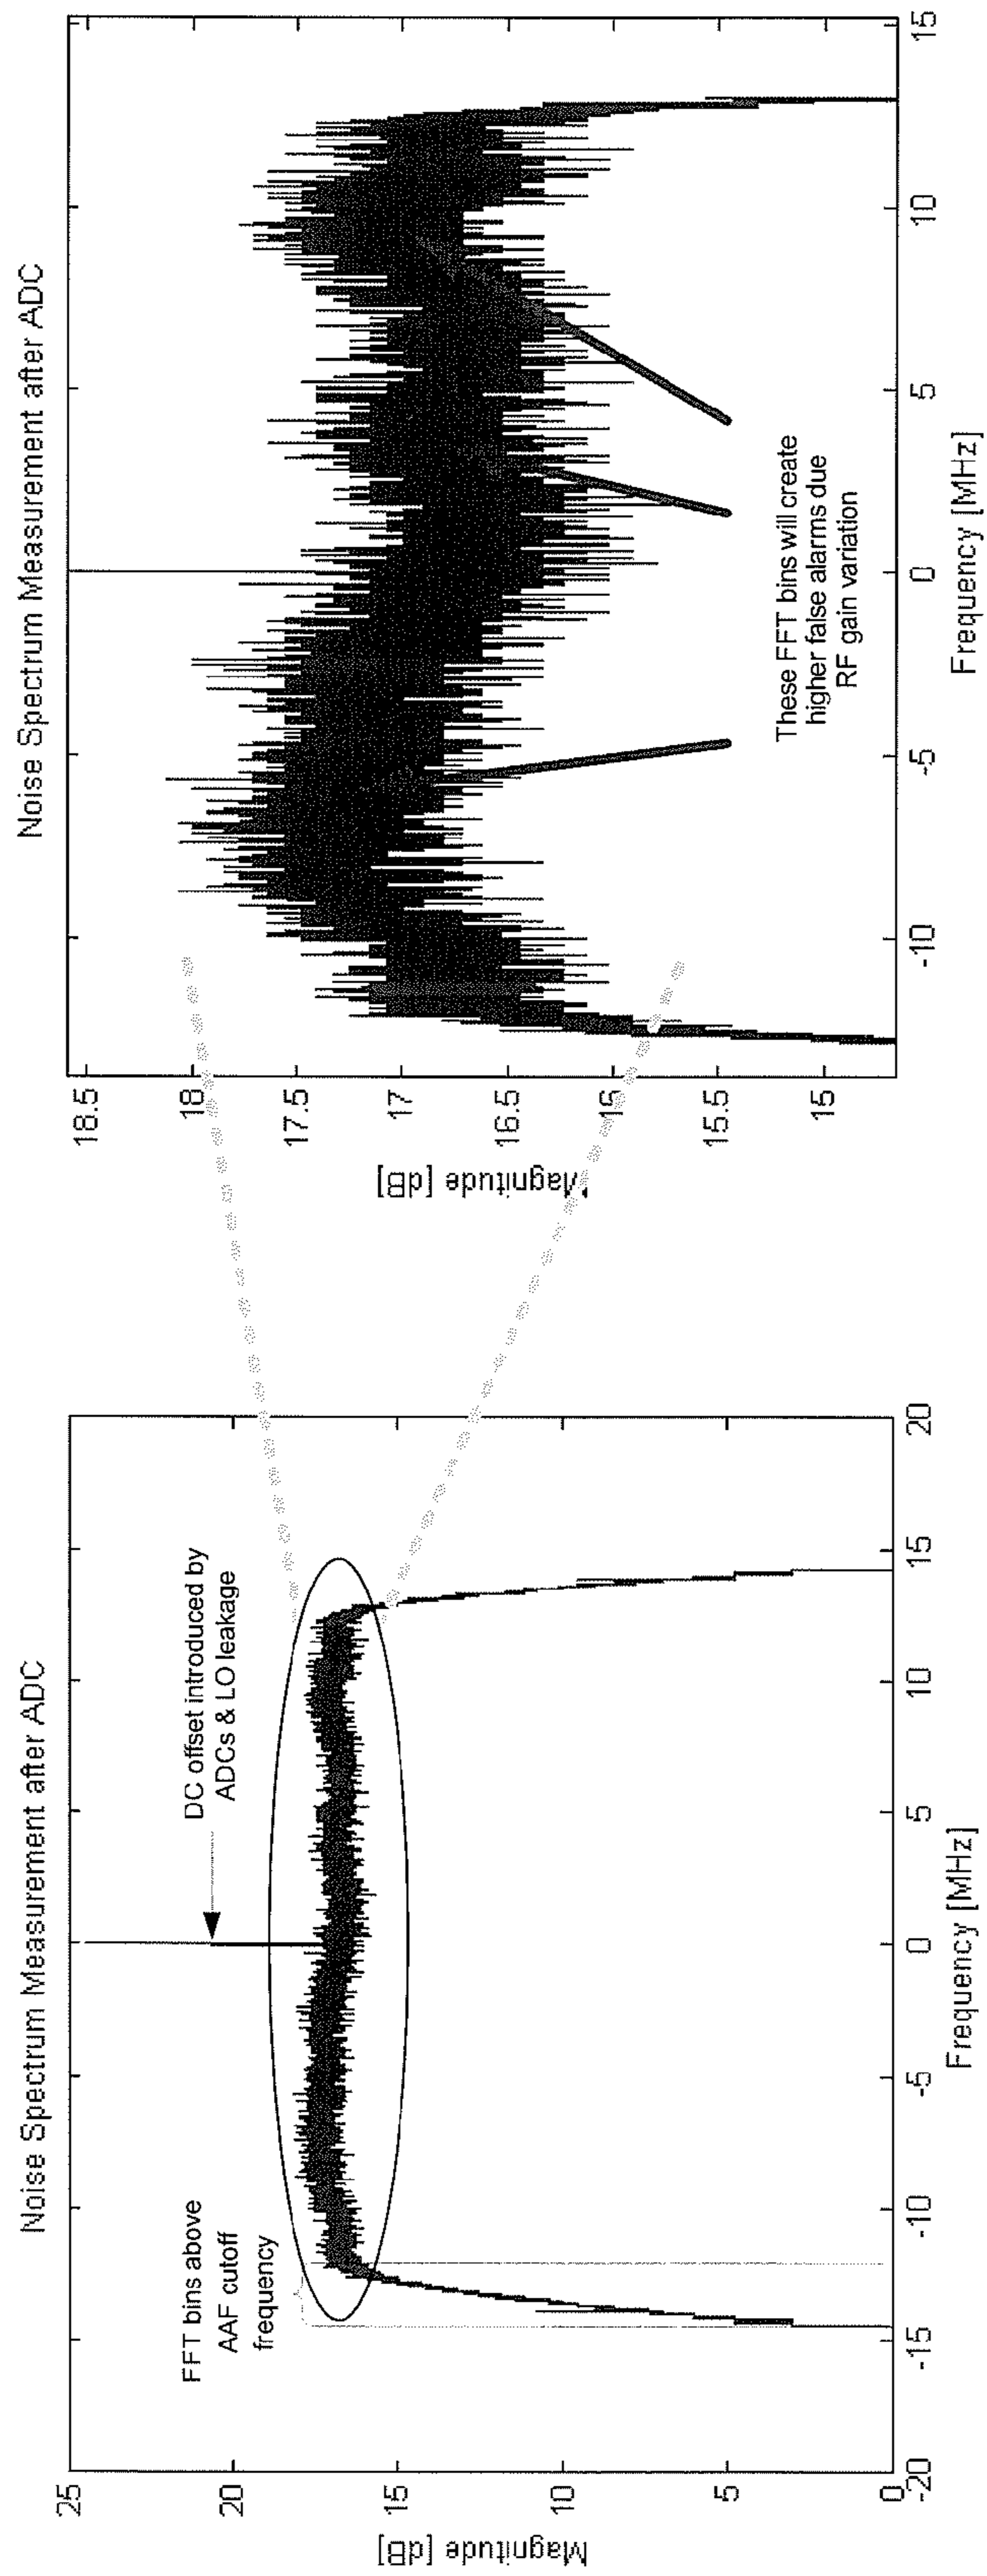 Noise Spectrum Measurement after ADC
Magnitude [dB]
25
20
15
10
5
0
-20
-15
-10
-5
0
5
10
15
20
Frequency [MHz]
FFT bins above
AAF cutoff
frequency
DC offset introduced by
ADCs & LO leakage
Noise Spectrum Measurement after ADC
Magnitude [dB]
18.5
18
17.5
17
16.5
16
15.5
15
-10
-5
0
5
10
15
Frequency [MHz]
These FFT bins will create
higher false alarms due
RF gain variation